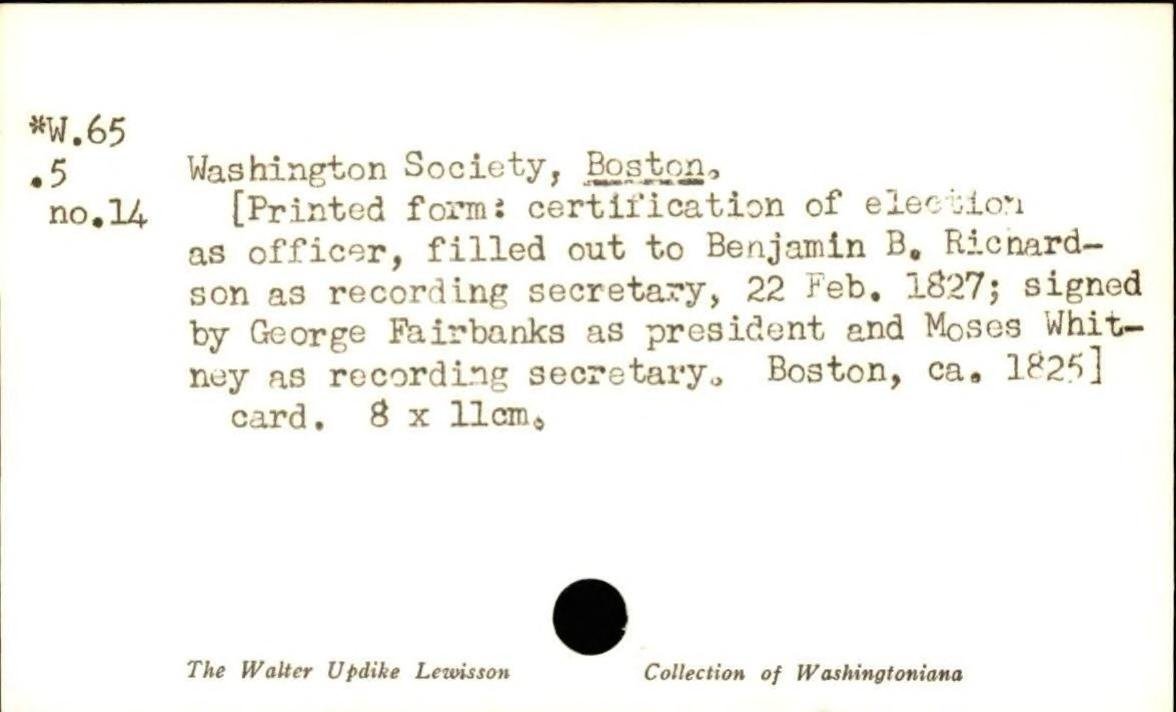 *W.65
.5
Washington Society, Boston.
no.14
[Printed form: certification of election
as officer, filled out to Benjamin B. Richard-
son as recording secretary, 22 Feb. 1827; signed
by George Fairbanks as president and Moses Whit-
ney as recording secretary. Boston, ca. 1825]
card. 8 x 11cm.
The Walter Updike Lewisson Collection of Washingtoniana